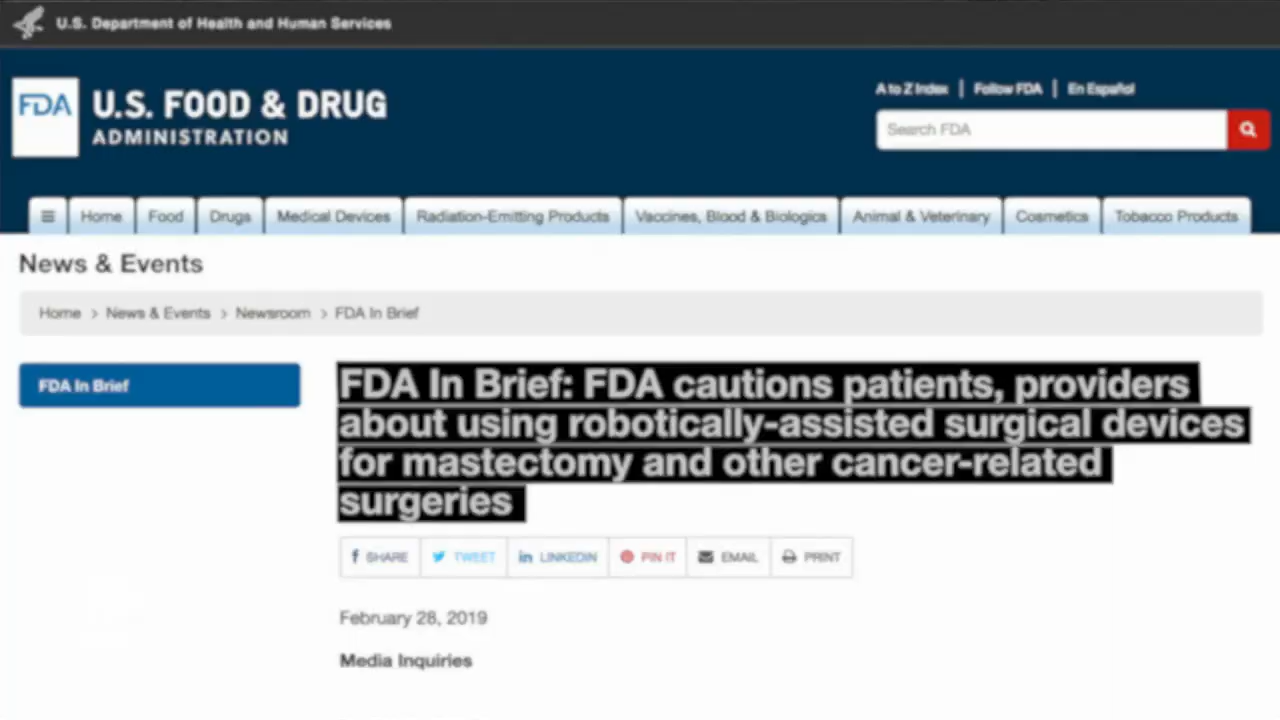 U.S. Department of Health and Human Services
FDA U.S. FOOD & DRUG
ADMINISTRATION
A to Z Index | Follow FDA | En Español
Search FDA
Home Food Drugs Medical Devices Radiation-Emitting Products Vaccines, Blood & Biologics Animal & Veterinary Cosmetics Tobacco Products
News & Events
Home > News & Events > Newsroom > FDA In Brief
FDA In Brief
FDA In Brief: FDA cautions patients, providers
about using robotically-assisted surgical devices
for mastectomy and other cancer-related
surgeries
SHARE TWEET LINKEDIN PIN IT EMAIL PRINT
February 28, 2019
Media Inquiries